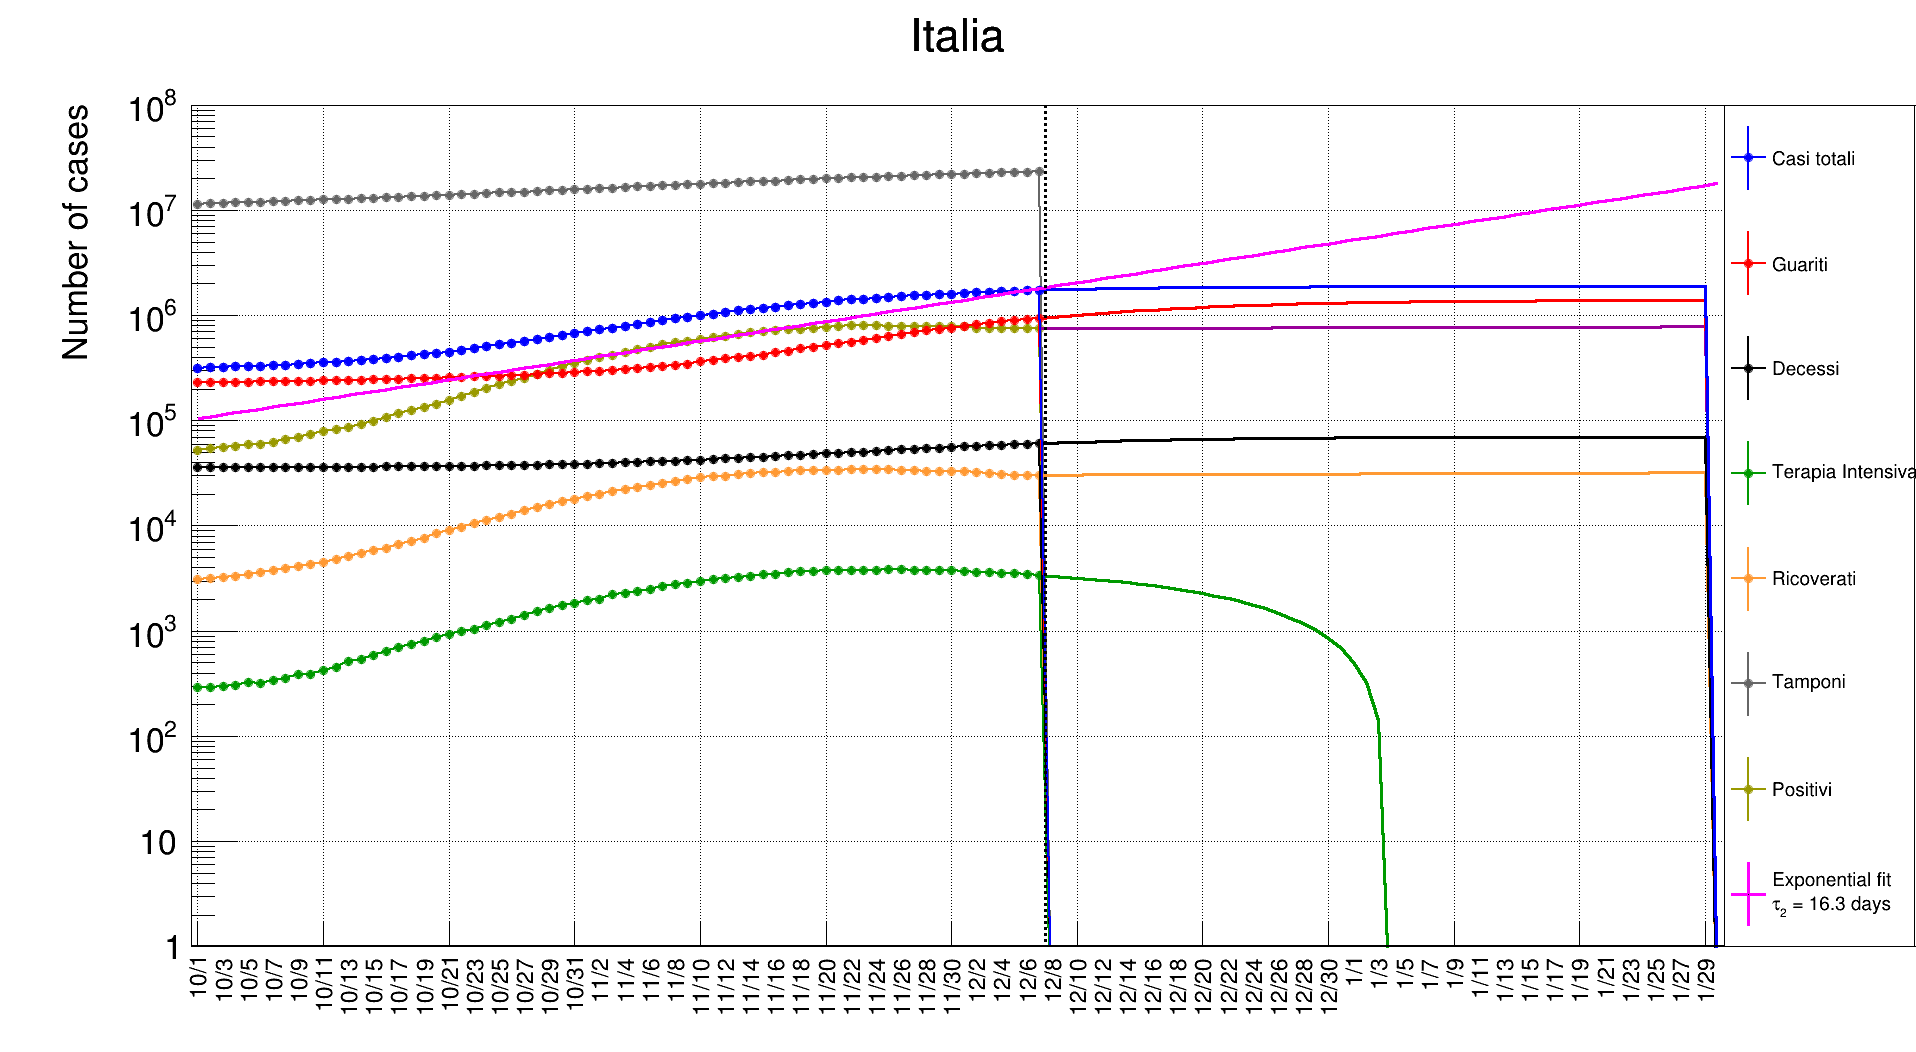 Italia
Number of cases
10^8
10^7
10^6
10^5
10^4
10^3
10^2
10
1
10/1 10/3 10/5 10/7 10/9 10/11 10/13 10/15 10/17 10/19 10/21 10/23 10/25 10/27 10/29 10/31 11/2 11/4 11/6 11/8 11/10 11/12 11/14 11/16 11/18 11/20 11/22 11/24 11/26 11/28 11/30 12/2 12/4 12/6 12/8 12/10 12/12 12/14 12/16 12/18 12/20 12/22 12/24 12/26 12/28 12/30 1/1 1/3 1/5 1/7 1/9 1/11 1/13 1/15 1/17 1/19 1/21 1/23 1/25 1/27 1/29
Casi totali
Guariti
Decessi
Terapia Intensiva
Ricoverati
Tamponi
Positivi
Exponential fit
τ₂ = 16.3 days